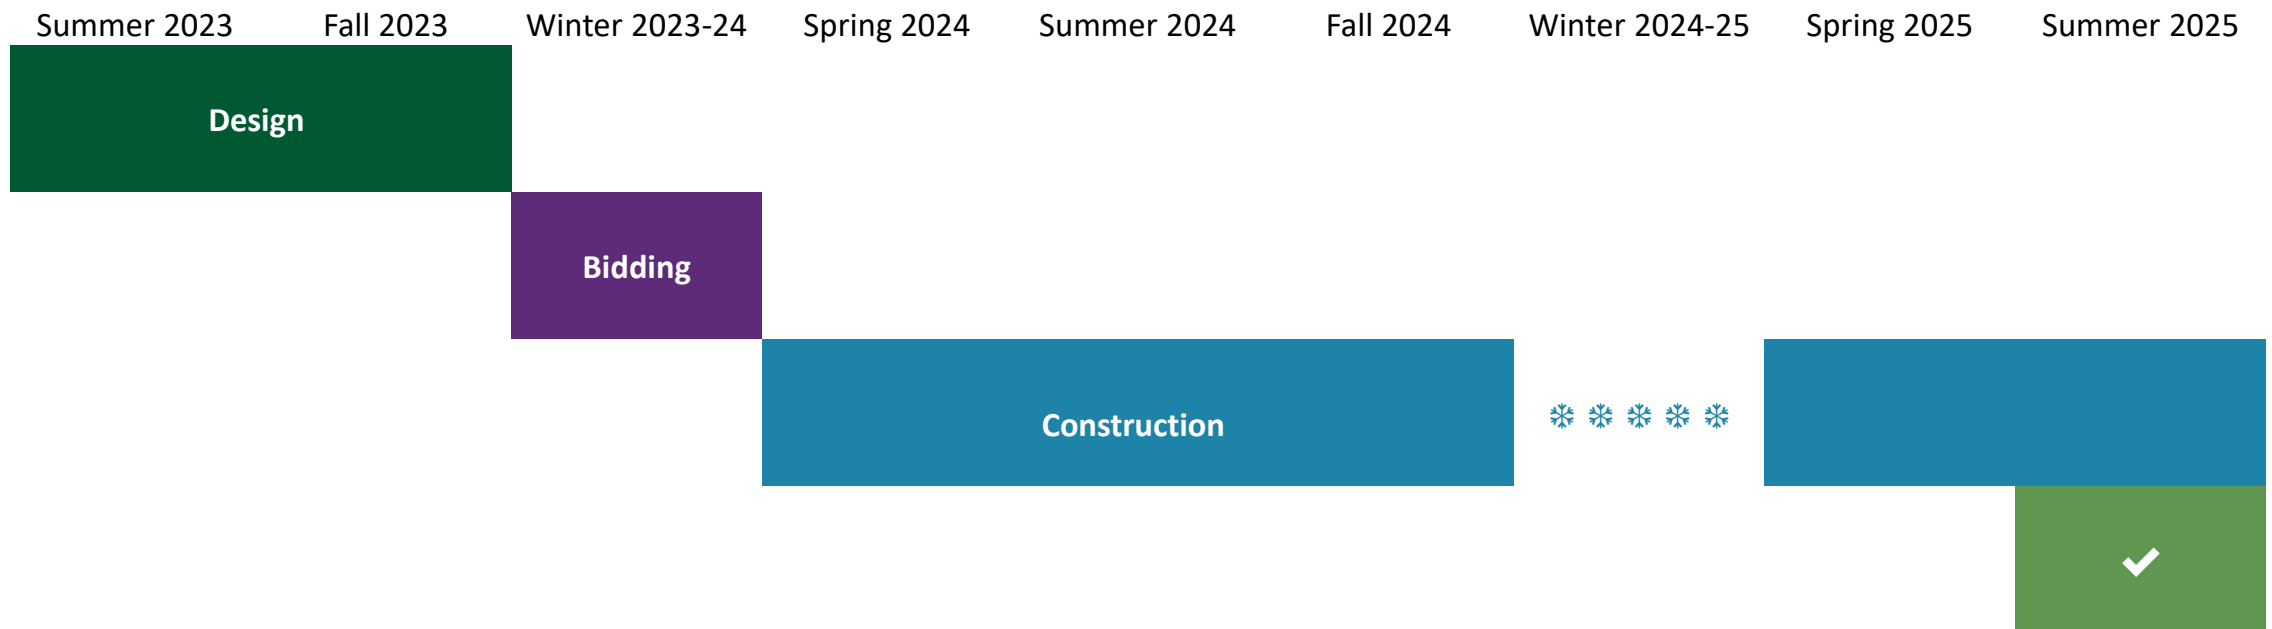 Summer 2023 Fall 2023 Winter 2023-24 Spring 2024 Summer 2024 Fall 2024 Winter 2024-25 Spring 2025 Summer 2025
Design
Bidding
Construction